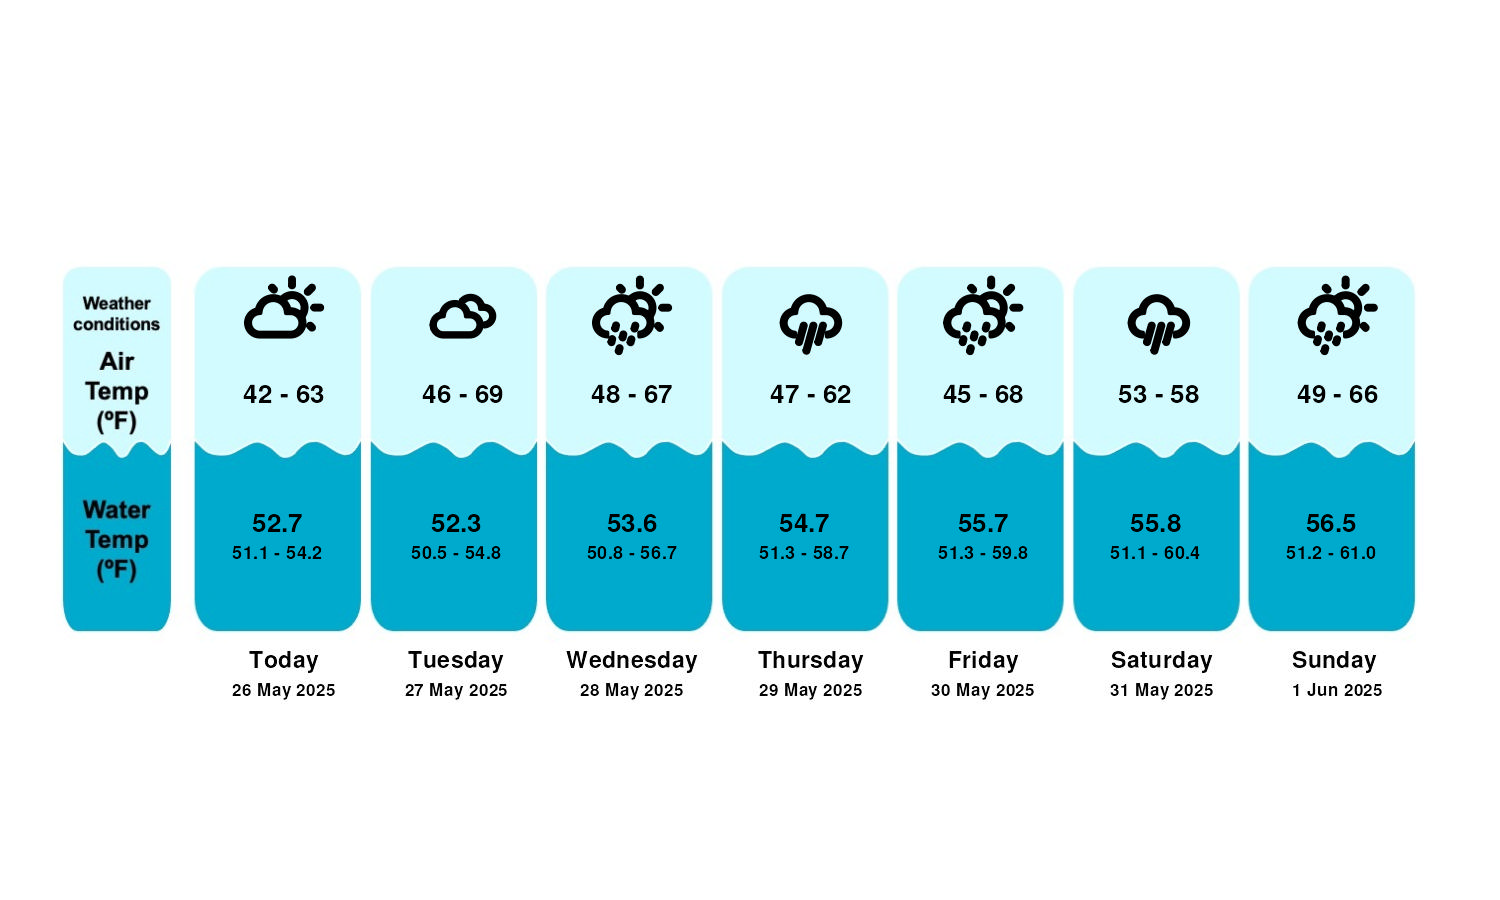 Weather
conditions
Air
Temp
(ºF)
Water
Temp
(ºF)
42 - 63
52.7
51.1 - 54.2
Today
26 May 2025
46 - 69
52.3
50.5 - 54.8
Tuesday
27 May 2025
48 - 67
53.6
50.8 - 56.7
Wednesday
28 May 2025
47 - 62
54.7
51.3 - 58.7
Thursday
29 May 2025
45 - 68
55.7
51.3 - 59.8
Friday
30 May 2025
53 - 58
55.8
51.1 - 60.4
Saturday
31 May 2025
49 - 66
56.5
51.2 - 61.0
Sunday
1 Jun 2025